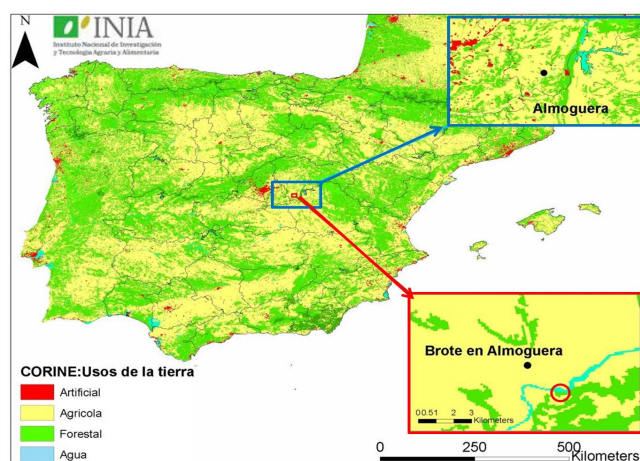 N
INIA
Instituto Nacional de Investigación
y Tecnología Agraria y Alimentaria
Almoguera
Brote en Almoguera
0 0.5 1 2 3
Kilometers
CORINE:Usos de la tierra
Artificial
Agricola
Forestal
Agua
0 250 500
Kilometers